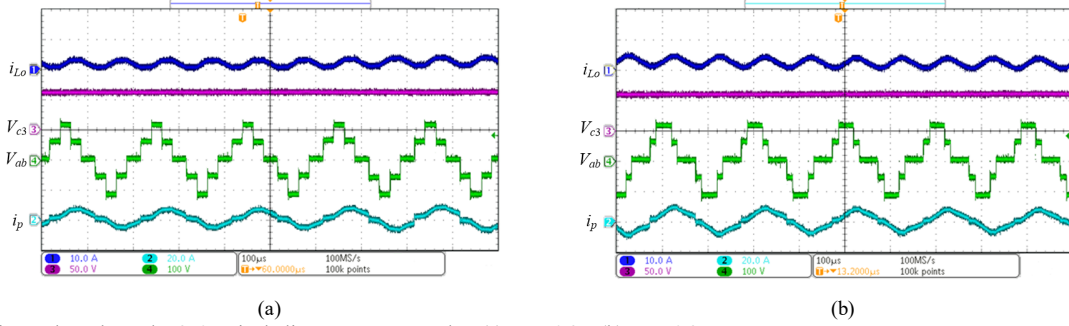 T
T
iLo
1
Vc3
3
Vab
4
ip
2
1 10.0 A 2 20.0 A
3 50.0 V 4 100 V
100µs 100MS/s
T→▼60.0000µs 100k points
(a)
iLo
1
Vc3
3
Vab
4
ip
2
1 10.0 A 2 20.0 A
3 50.0 V 4 100 V
100µs 100MS/s
T→▼13.2000µs 100k points
(b)